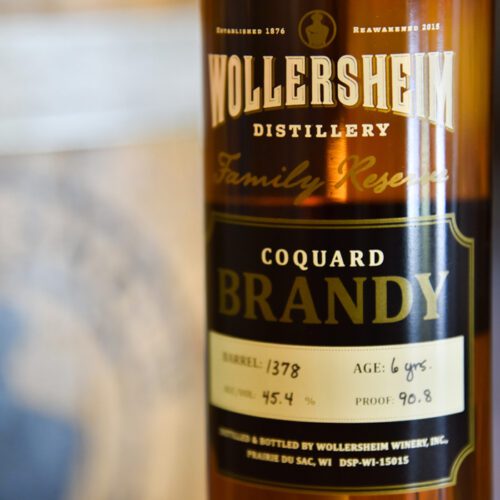 ESTABLISHED 1876 REAWAKENED 2015
WOLLERSHEIM
DISTILLERY
Family Reserve
COQUARD
BRANDY
BARREL: 1378 AGE: 6 yrs.
ALC/VOL: 45.4 % PROOF: 90.8
DISTILLED & BOTTLED BY WOLLERSHEIM WINERY, INC.,
PRAIRIE DU SAC, WI DSP-WI-15015